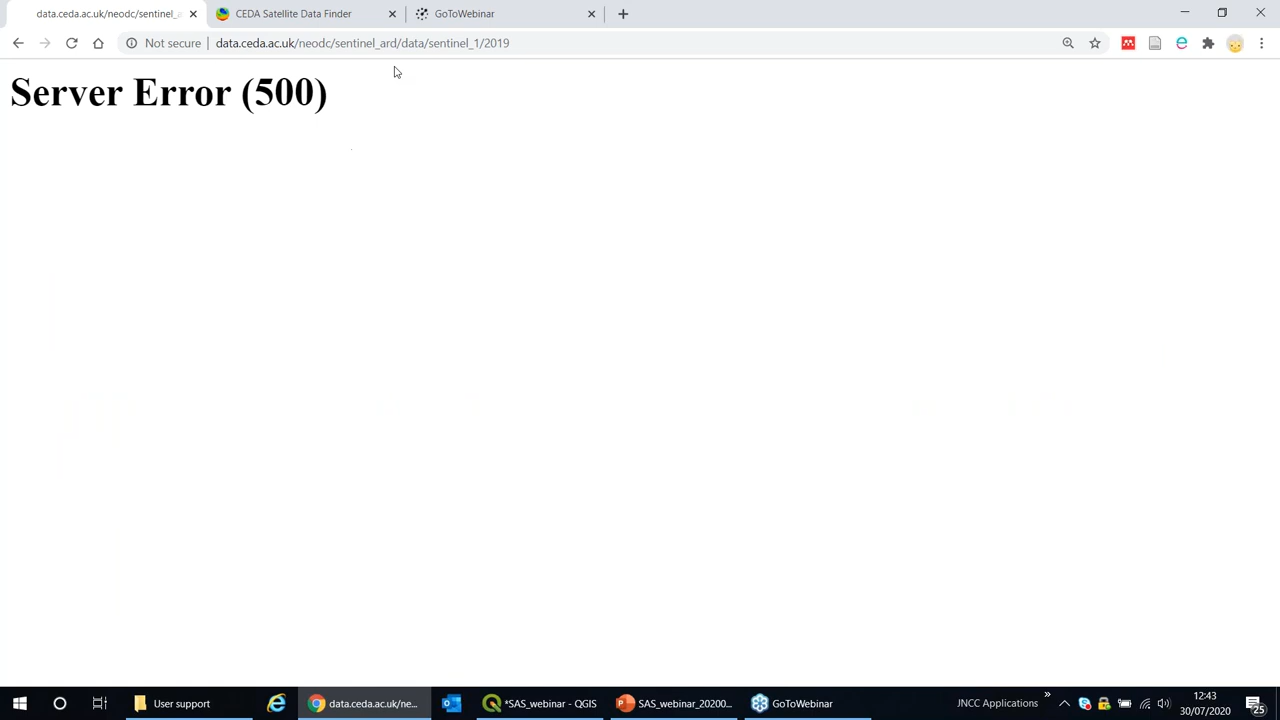 data.ceda.ac.uk/neodc/sentinel_a
CEDA Satellite Data Finder
GoToWebinar
Not secure
data.ceda.ac.uk/neodc/sentinel_ard/data/sentinel_1/2019
Server Error (500)
User support
data.ceda.ac.uk/ne...
*SAS_webinar - QGIS
SAS_webinar_20200...
GoToWebinar
JNCC Applications
12:43
30/07/2020
25